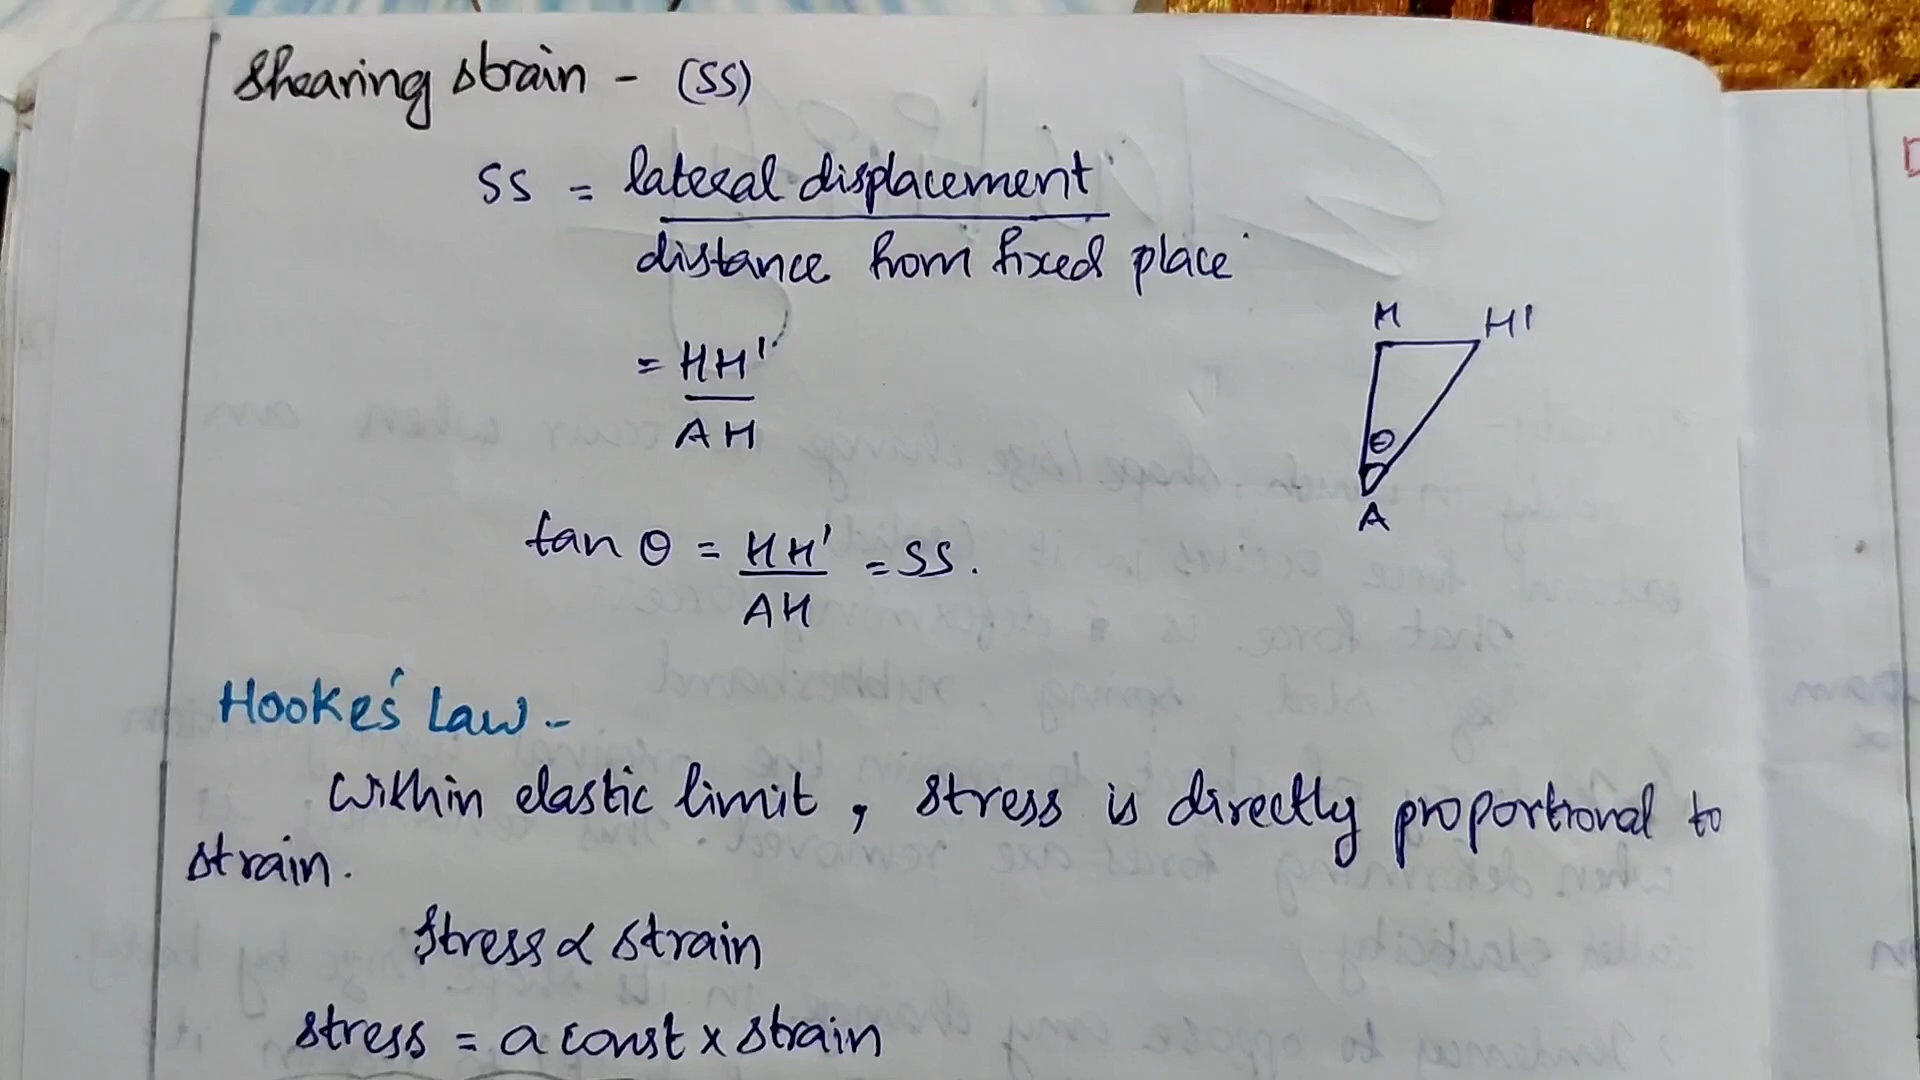 Shearing strain - (SS)
SS = lateral displacement
distance from fixed place
= HH'
AH
H H'
θ
A
tan θ = HH' = SS.
AH
Hooke's Law -
Within elastic limit, stress is directly proportional to
strain.
Stress ∝ strain
stress = a const x strain